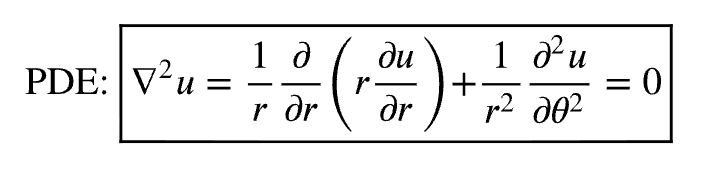 PDE: ∇²u = 1/r ∂/∂r (r ∂u/∂r) + 1/r² ∂²u/∂θ² = 0